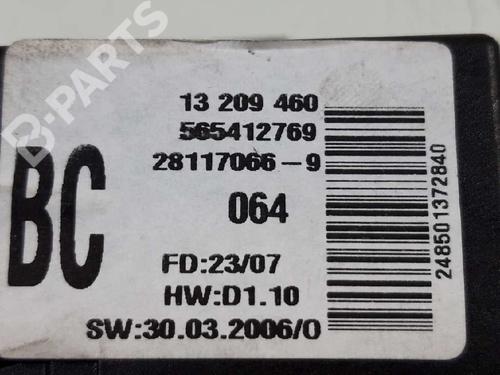 B-PARTS
13 209 460
565412769
28117066-9
064
BC
FD:23/07
HW:D1.10
SW:30.03.2006/0
248501372840